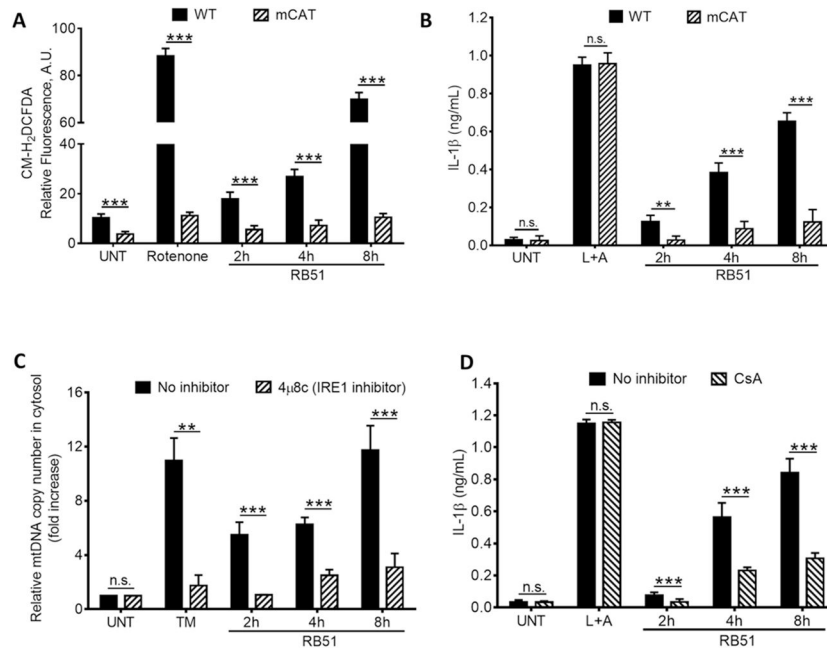 A
WT mCAT
CM-H₂DCFDA
Relative Fluorescence, A.U.
100
80
60
40
20
0
***
***
***
***
***
UNT Rotenone 2h 4h 8h
RB51
B
WT mCAT
IL-1β (ng/mL)
1.2
1.0
0.8
0.6
0.4
0.2
0.0
n.s.
n.s.
**
***
***
UNT L+A 2h 4h 8h
RB51
C
No inhibitor 4μ8c (IRE1 inhibitor)
Relative mtDNA copy number in cytosol
(fold increase)
16
12
8
4
0
n.s.
**
***
***
***
UNT TM 2h 4h 8h
RB51
D
No inhibitor CsA
IL-1β (ng/mL)
1.4
1.2
1.0
0.8
0.6
0.4
0.2
0.0
n.s.
n.s.
***
***
***
UNT L+A 2h 4h 8h
RB51